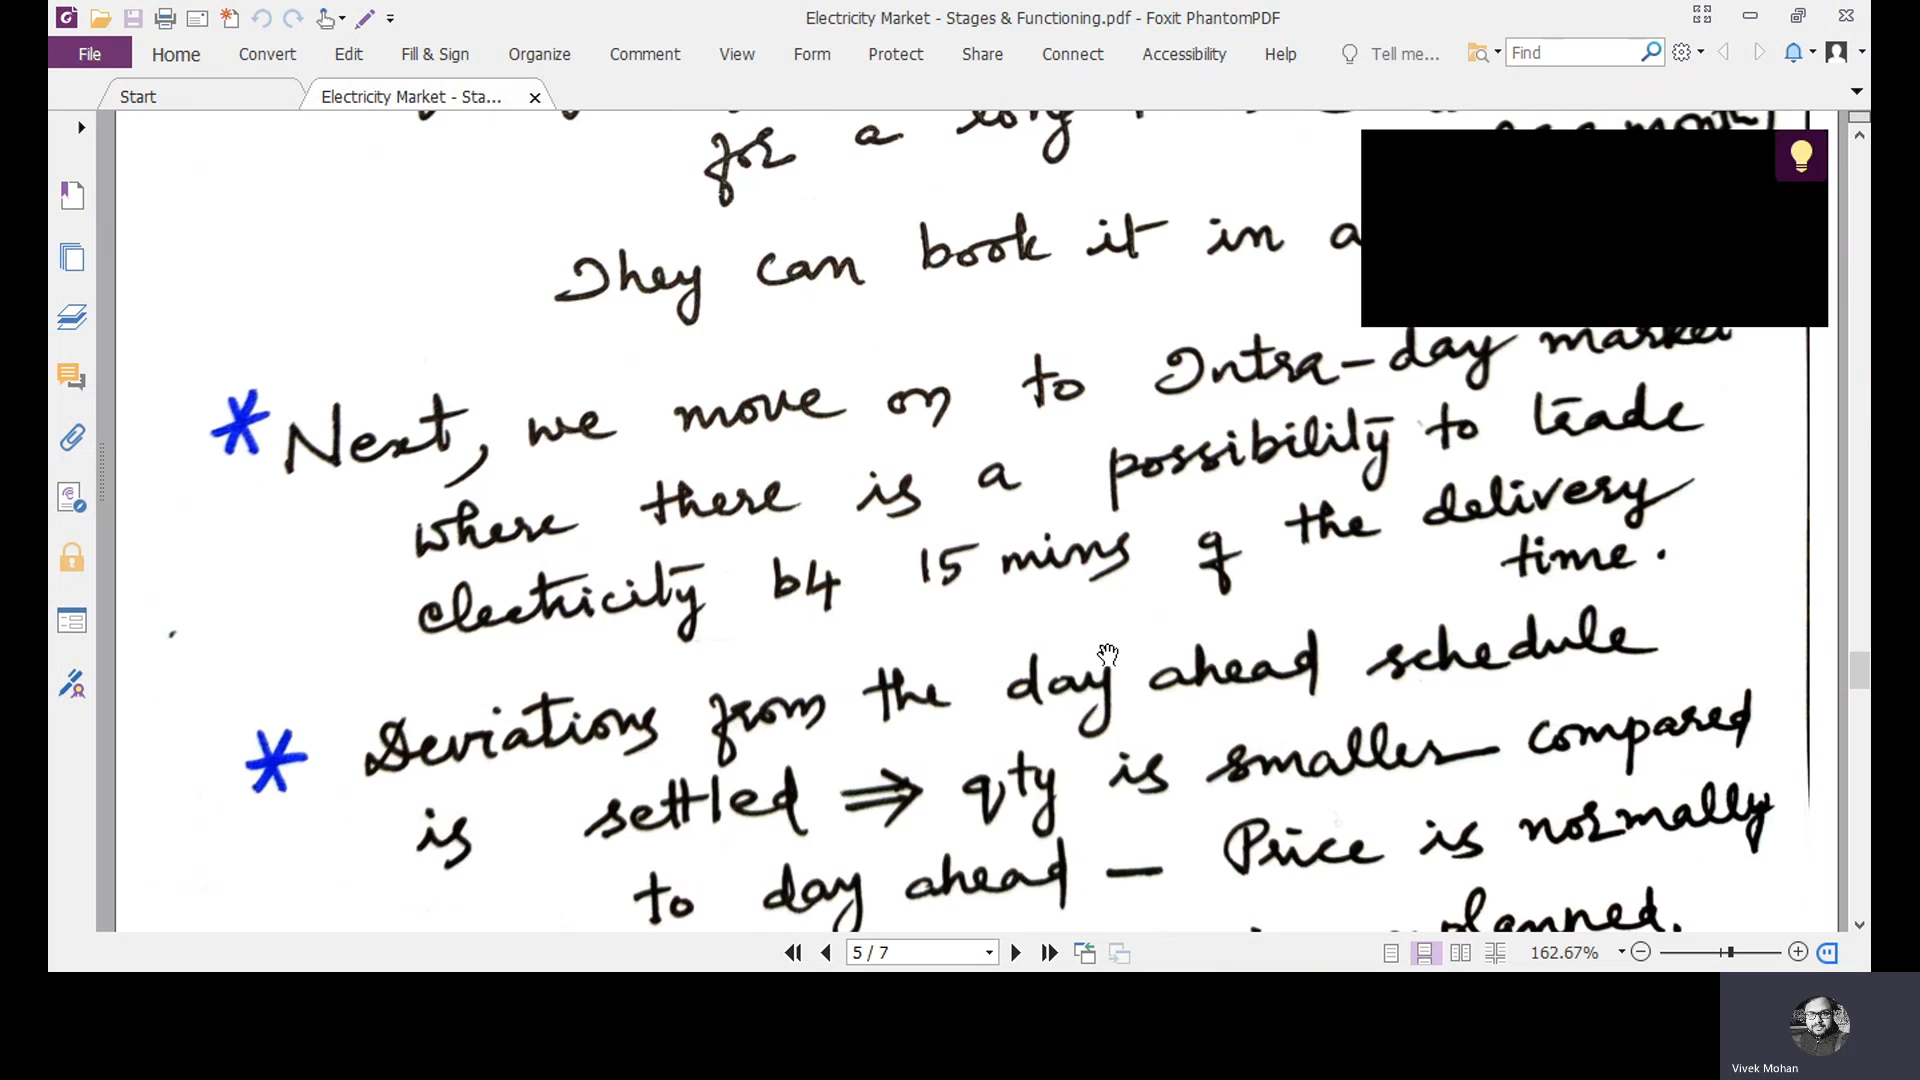 Electricity Market - Stages & Functioning.pdf - Foxit PhantomPDF
File Home Convert Edit Fill & Sign Organize Comment View Form Protect Share Connect Accessibility Help Tell me... Find
Start Electricity Market - Sta...
for a long
They can book it in a
* Next, we move on to Intra-day market
where there is a possibility to trade
electricity b4 15 mins of the delivery
time.
* Deviations from the day ahead schedule
is settled ⇒ qty is smaller compared
to day ahead — Price is normally
planned.
5 / 7 162.67%
Vivek Mohan